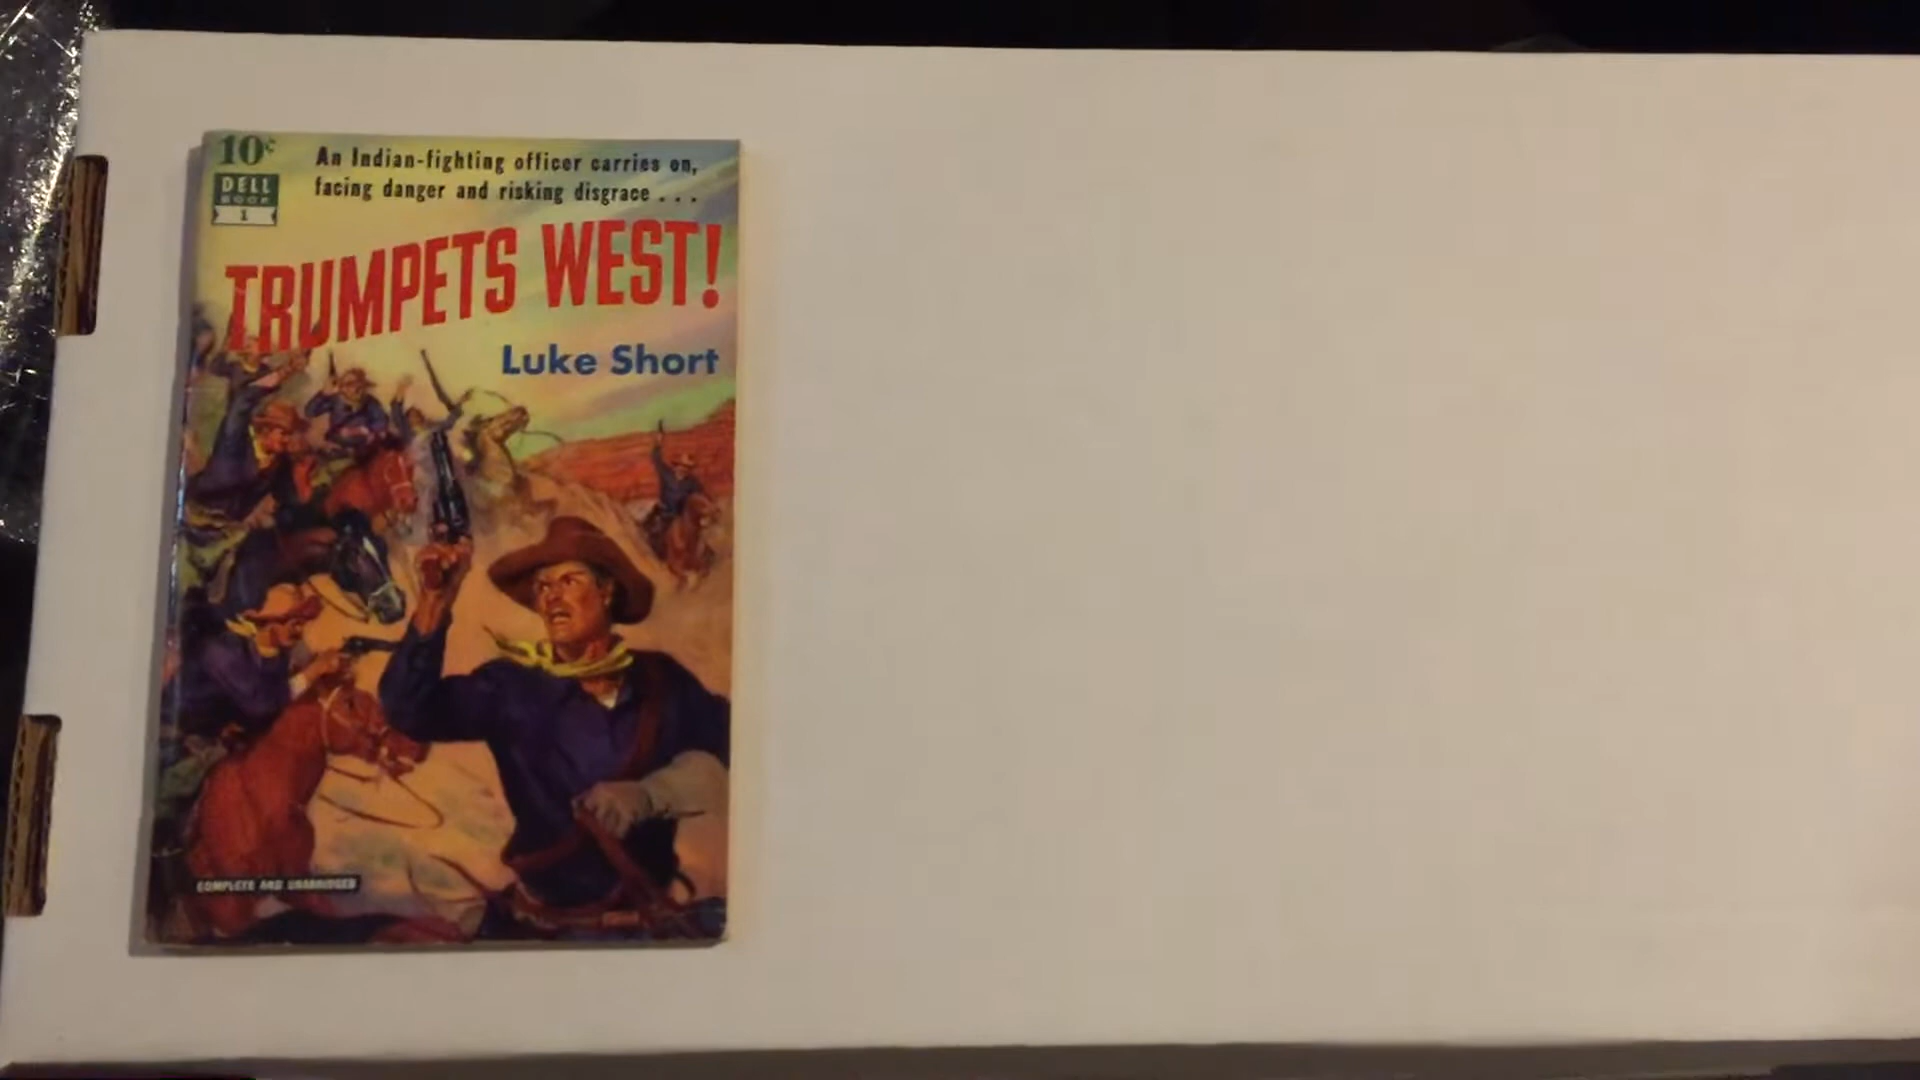 10¢
DELL
BOOK
1
An Indian-fighting officer carries on,
facing danger and risking disgrace . . .
TRUMPETS WEST!
Luke Short
COMPLETE AND UNABRIDGED